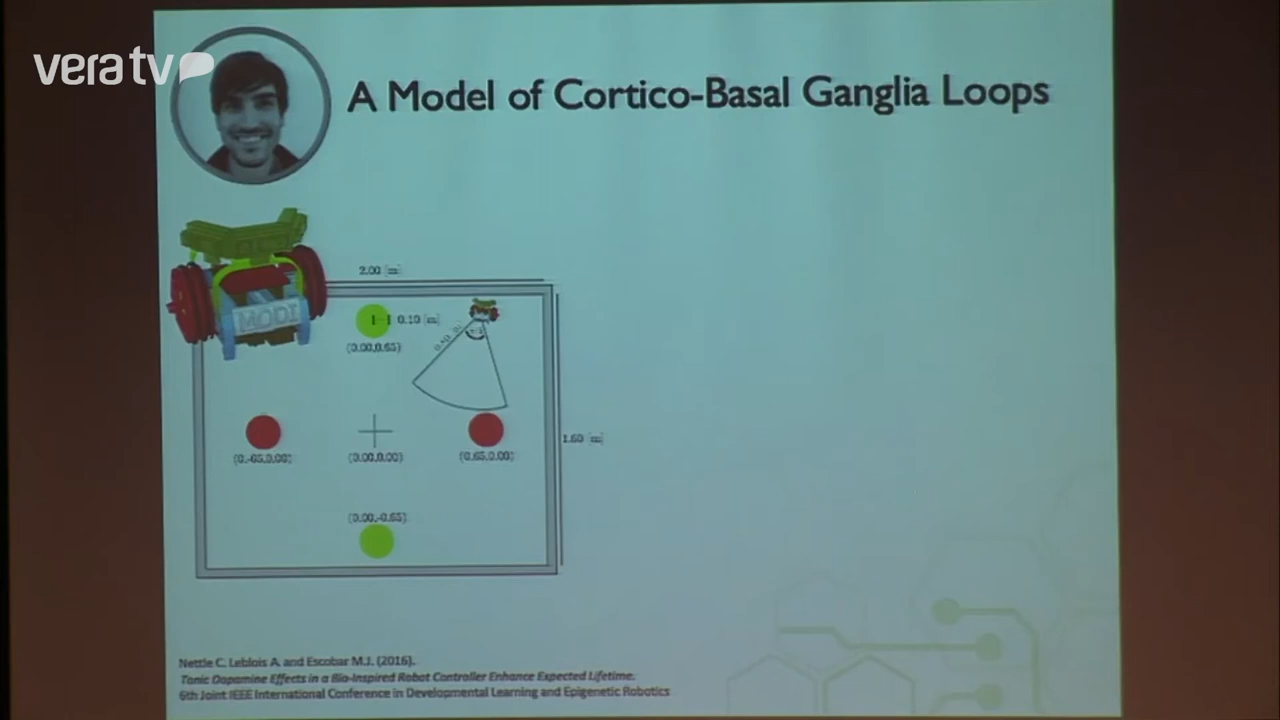 vera tv
A Model of Cortico-Basal Ganglia Loops
MODI
2.00 [m]
0.10 [m]
(0.00,0.65)
(0.-65,0.00)
(0.00,0.00)
(0.65,0.00)
1.60 [m]
(0.00,-0.65)
Nettle C. Leblois A. and Escobar M.J. (2016).
Tonic Dopamine Effects in a Bio-Inspired Robot Controller Enhance Expected Lifetime.
6th Joint IEEE International Conference in Developmental Learning and Epigenetic Robotics